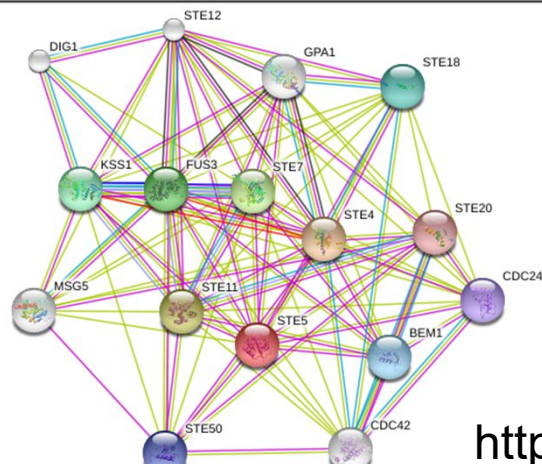 STE12
DIG1
GPA1
STE18
KSS1
FUS3
STE7
STE4
STE20
CDC24
MSG5
STE11
STE5
BEM1
STE50
CDC42
http